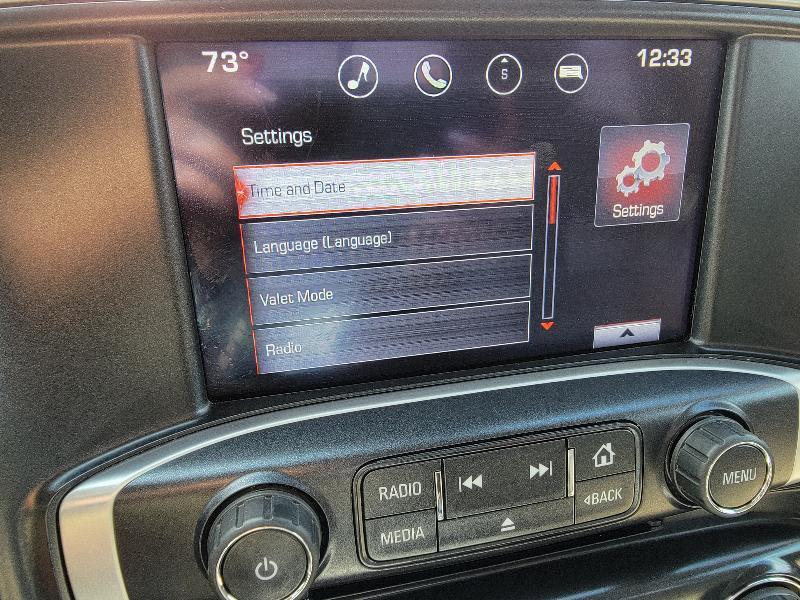 73° S 12:33
Settings
Time and Date
Language (Language)
Valet Mode
Radio
Settings
RADIO
MEDIA
BACK
MENU